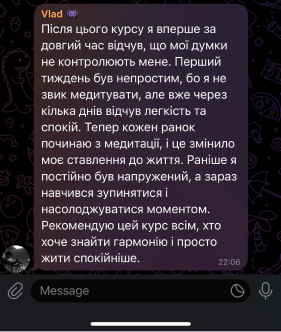 Vlad
Після цього курсу я вперше за
довгий час відчув, що мої думки
не контролюють мене. Перший
тиждень був непростим, бо я не
звик медитувати, але вже через
кілька днів відчув легкість та
спокій. Тепер кожен ранок
починаю з медитації, і це змінило
моє ставлення до життя. Раніше я
постійно був напружений, а зараз
навчився зупинятися і
насолоджуватися моментом.
Рекомендую цей курс всім, хто
хоче знайти гармонію і просто
жити спокійніше.
22:06
Message